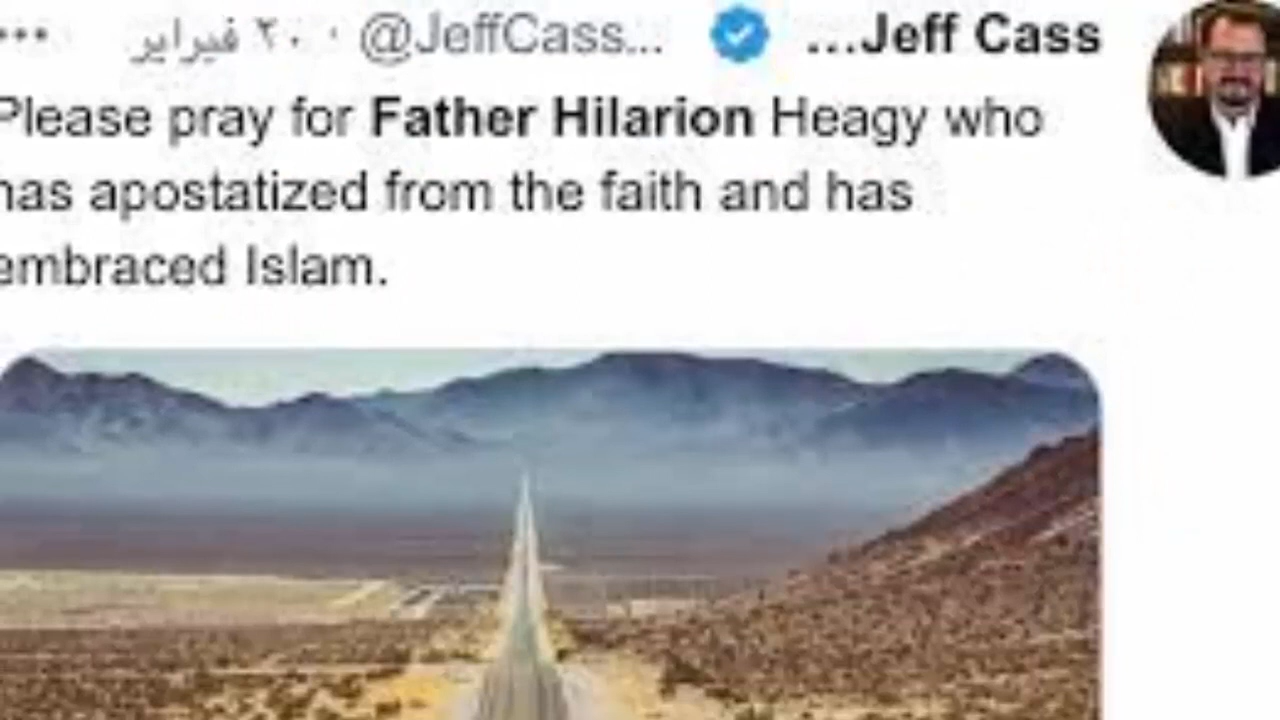 Jeff Cass... @JeffCass... · ٢٠ فبراير ...
Please pray for Father Hilarion Heagy who
has apostatized from the faith and has
embraced Islam.